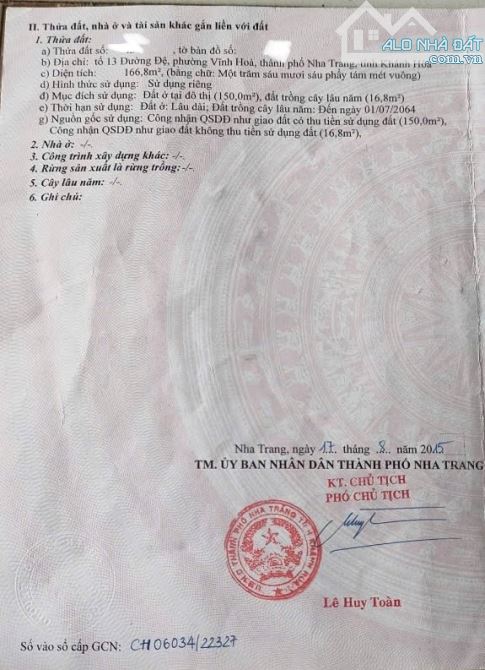 ALO NHÀ ĐẤT
.COM.VN
II. Thửa đất, nhà ở và tài sản khác gắn liền với đất
1. Thửa đất:
a) Thửa đất số: , tờ bản đồ số:
b) Địa chỉ: tổ 13 Đường Đệ, phường Vĩnh Hoà, thành phố Nha Trang, tỉnh Khánh Hòa
c) Diện tích: 166,8m², (bằng chữ: Một trăm sáu mươi sáu phẩy tám mét vuông)
d) Hình thức sử dụng: Sử dụng riêng
đ) Mục đích sử dụng: Đất ở tại đô thị (150,0m²), đất trồng cây lâu năm (16,8m²)
e) Thời hạn sử dụng: Đất ở: Lâu dài; Đất trồng cây lâu năm: Đến ngày 01/07/2064
g) Nguồn gốc sử dụng: Công nhận QSDĐ như giao đất có thu tiền sử dụng đất (150,0m²),
Công nhận QSDĐ như giao đất không thu tiền sử dụng đất (16,8m²),
2. Nhà ở: -/-
3. Công trình xây dựng khác: -/-
4. Rừng sản xuất là rừng trồng: -/-
5. Cây lâu năm: -/-
6. Ghi chú:
Nha Trang, ngày 17. tháng .8. năm 2015
TM. ỦY BAN NHÂN DÂN THÀNH PHỐ NHA TRANG
KT. CHỦ TỊCH
PHÓ CHỦ TỊCH
Lê Huy Toàn
Số vào sổ cấp GCN: CH06034/22327